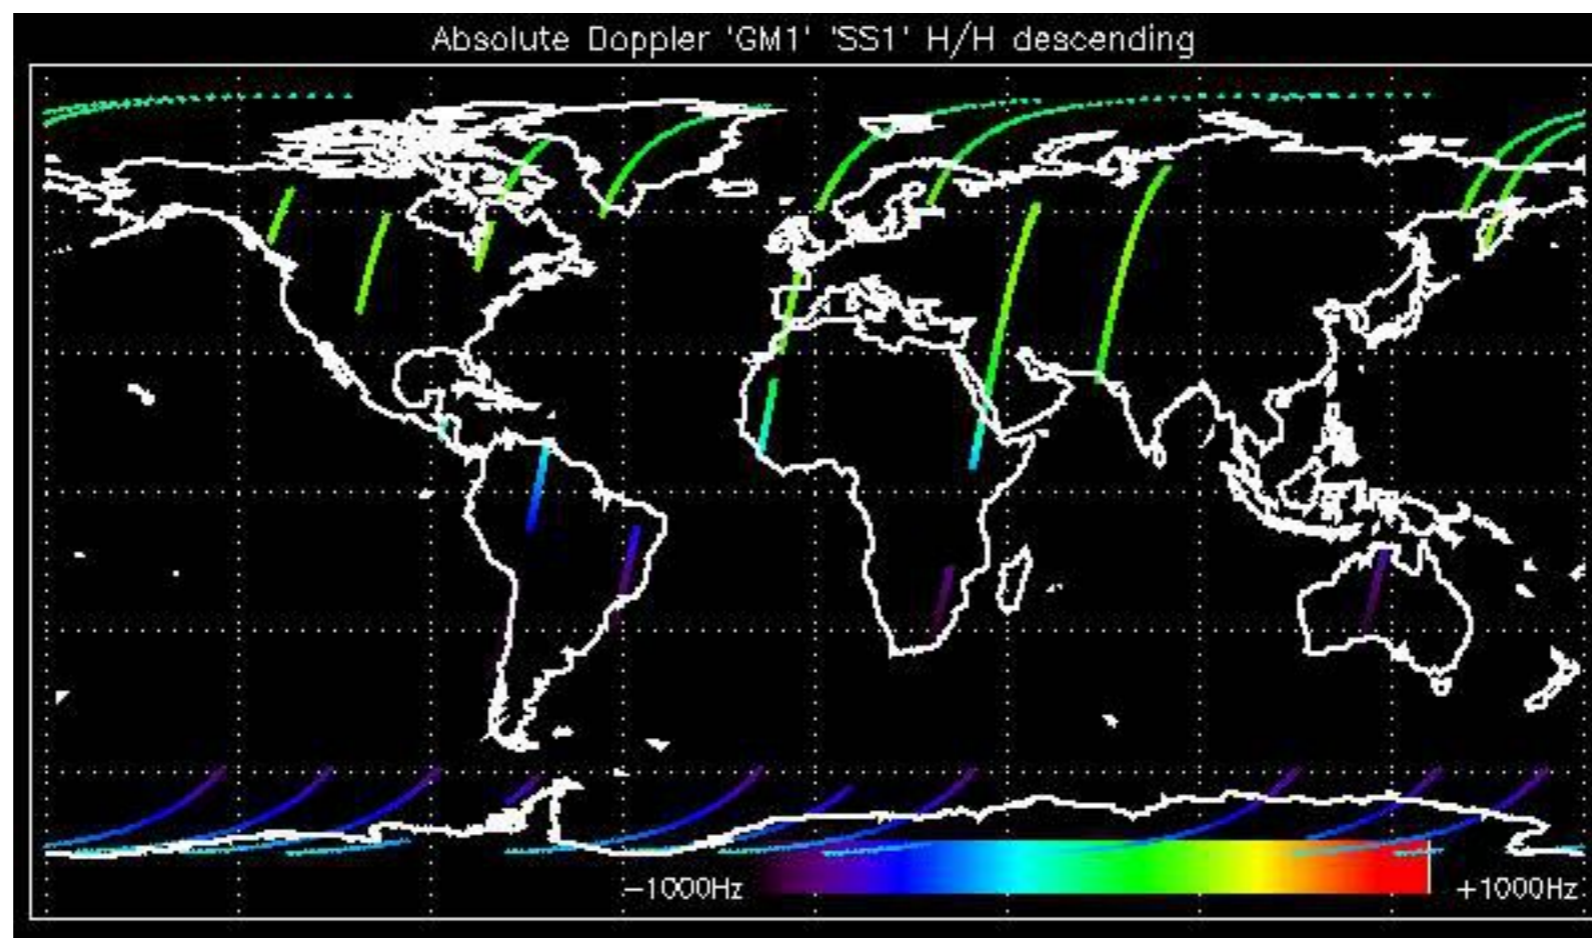 Absolute Doppler 'GM1' 'SS1' H/H descending
−1000Hz +1000Hz